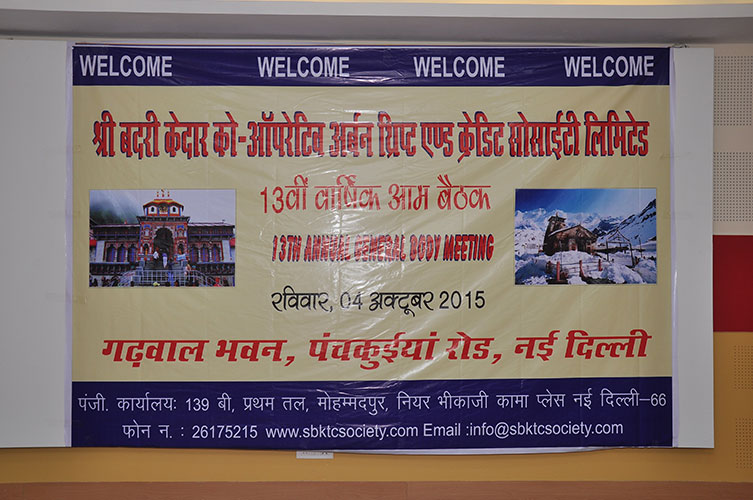 WELCOME WELCOME WELCOME WELCOME
श्री बदरी केदार को-ऑपरेटिव अर्बन थ्रिप्ट एण्ड क्रेडिट सोसाईटी लिमिटेड
13वीं वार्षिक आम बैठक
13TH ANNUAL GENERAL BODY MEETING
रविवार, 04 अक्टूबर 2015
गढ़वाल भवन, पंचकुईयां रोड, नई दिल्ली
पंजी. कार्यालयः 139 बी, प्रथम तल, मोहम्मदपुर, नियर भीकाजी कामा प्लेस नई दिल्ली–66
फोन न. : 26175215 www.sbktcsociety.com Email :info@sbktcsociety.com